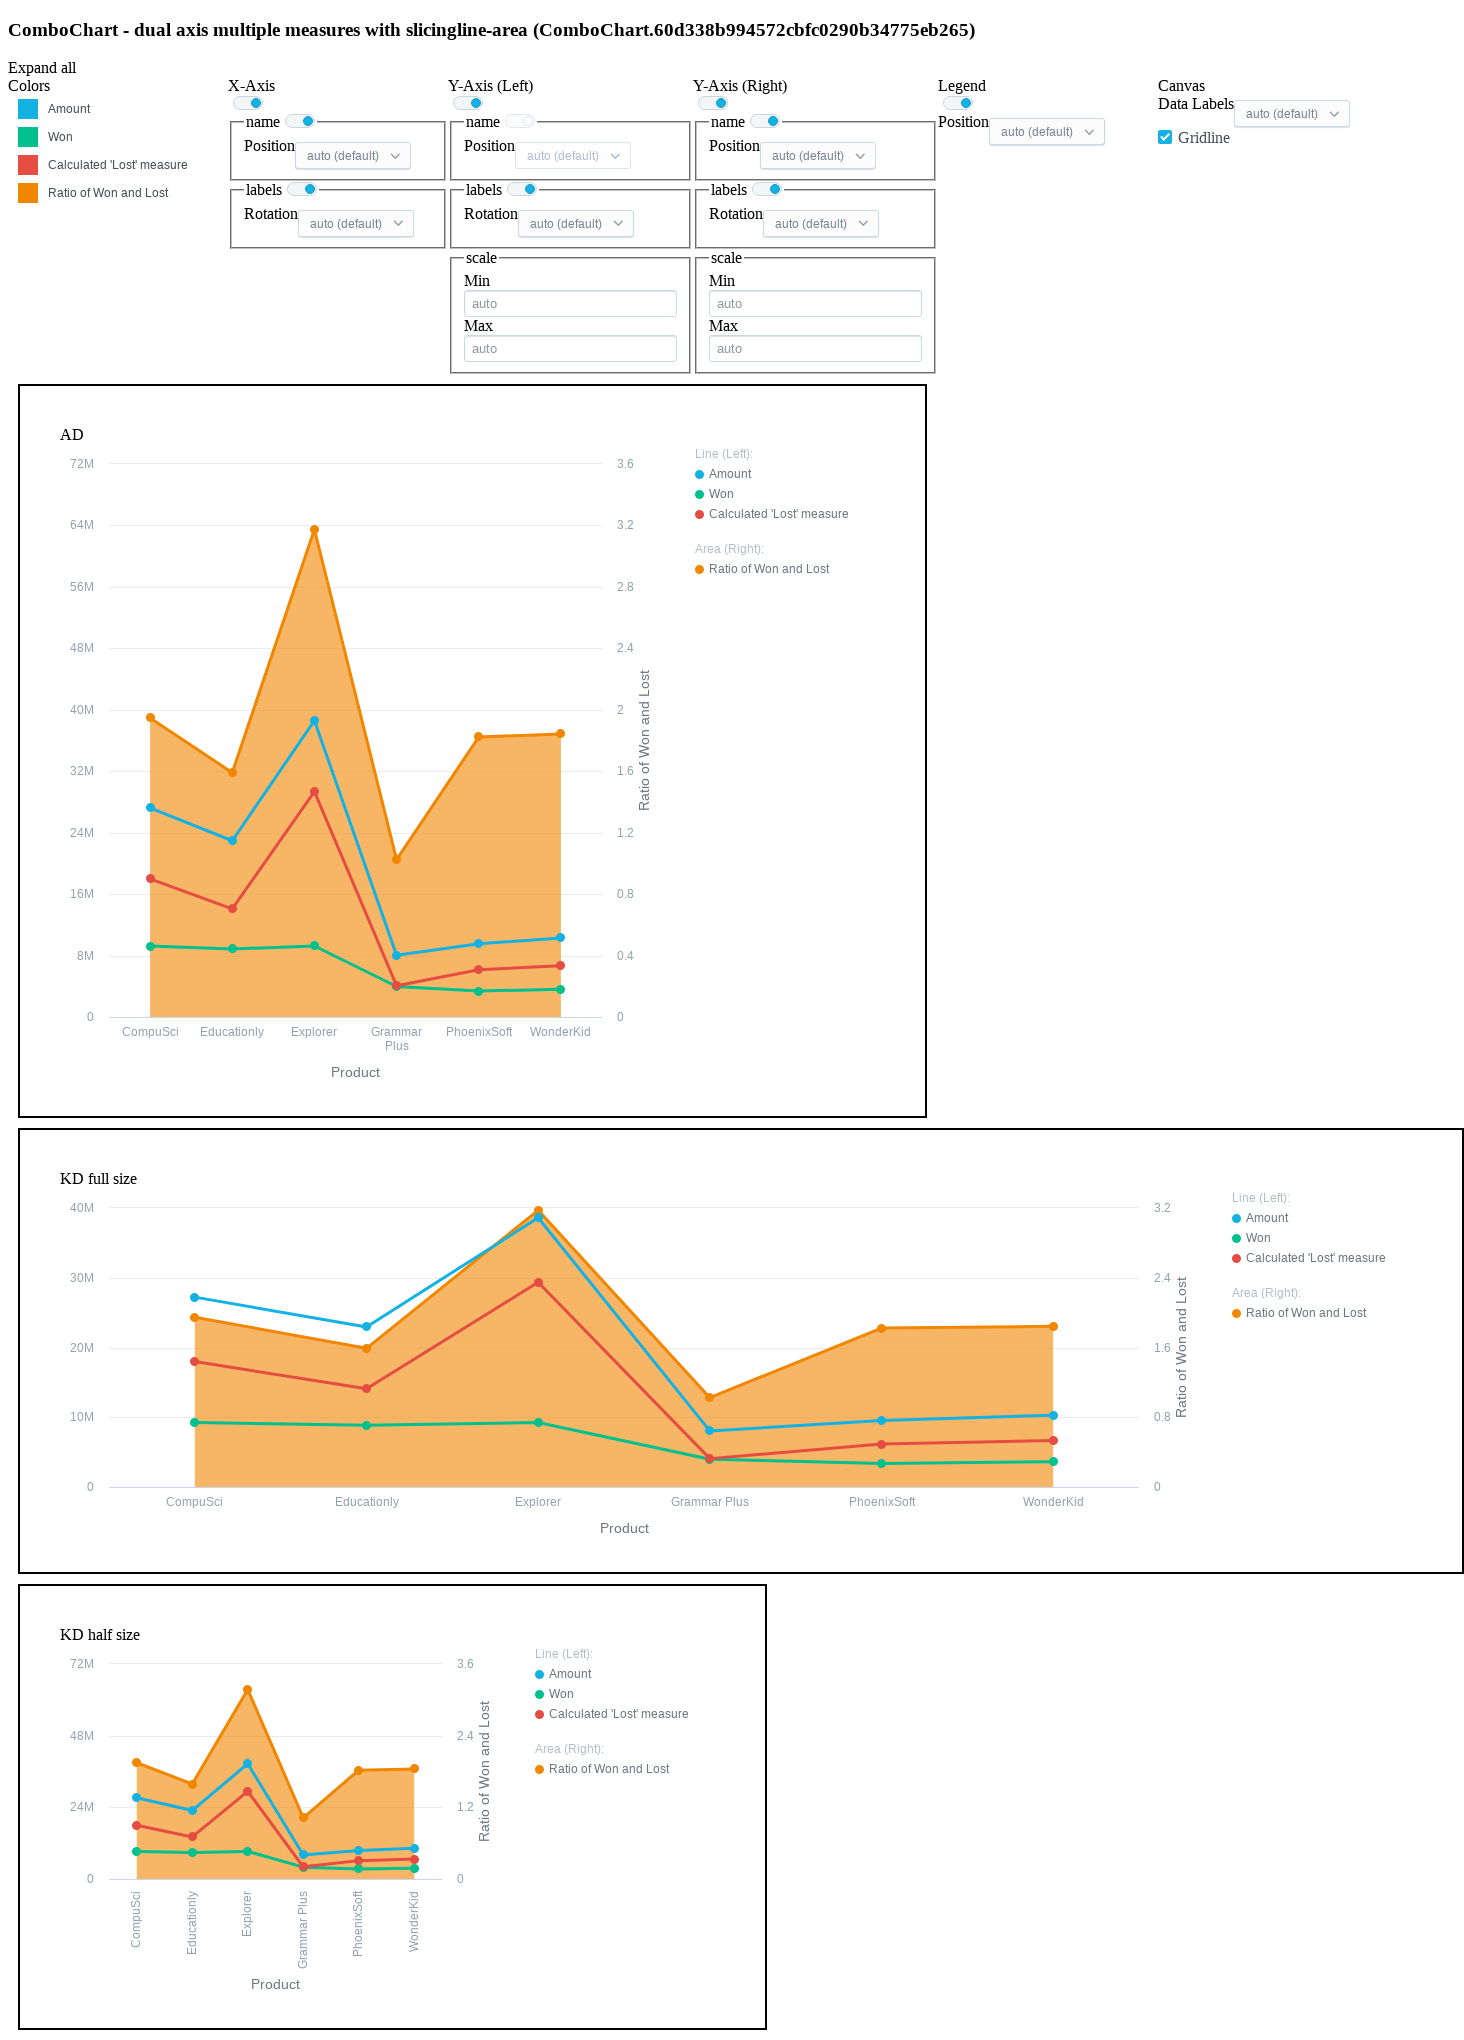 ComboChart - dual axis multiple measures with slicingline-area (ComboChart.60d338b994572cbfc0290b34775eb265)
Expand all
Colors
Amount
Won
Calculated 'Lost' measure
Ratio of Won and Lost
X-Axis
name
Position auto (default)
labels
Rotation auto (default)
Y-Axis (Left)
name
Position auto (default)
labels
Rotation auto (default)
scale
Min
auto
Max
auto
Y-Axis (Right)
name
Position auto (default)
labels
Rotation auto (default)
scale
Min
auto
Max
auto
Legend
Position auto (default)
Canvas
Data Labels auto (default)
Gridline
AD
72M
64M
56M
48M
40M
32M
24M
16M
8M
0
3.6
3.2
2.8
2.4
2
1.6
1.2
0.8
0.4
0
Ratio of Won and Lost
CompuSci Educationly Explorer Grammar PhoenixSoft WonderKid
Plus
Product
Line (Left):
Amount
Won
Calculated 'Lost' measure
Area (Right):
Ratio of Won and Lost
KD full size
40M
30M
20M
10M
0
3.2
2.4
1.6
0.8
0
Ratio of Won and Lost
CompuSci Educationly Explorer Grammar Plus PhoenixSoft WonderKid
Product
Line (Left):
Amount
Won
Calculated 'Lost' measure
Area (Right):
Ratio of Won and Lost
KD half size
72M
48M
24M
0
3.6
2.4
1.2
0
Ratio of Won and Lost
CompuSci
Educationly
Explorer
Grammar Plus
PhoenixSoft
WonderKid
Product
Line (Left):
Amount
Won
Calculated 'Lost' measure
Area (Right):
Ratio of Won and Lost